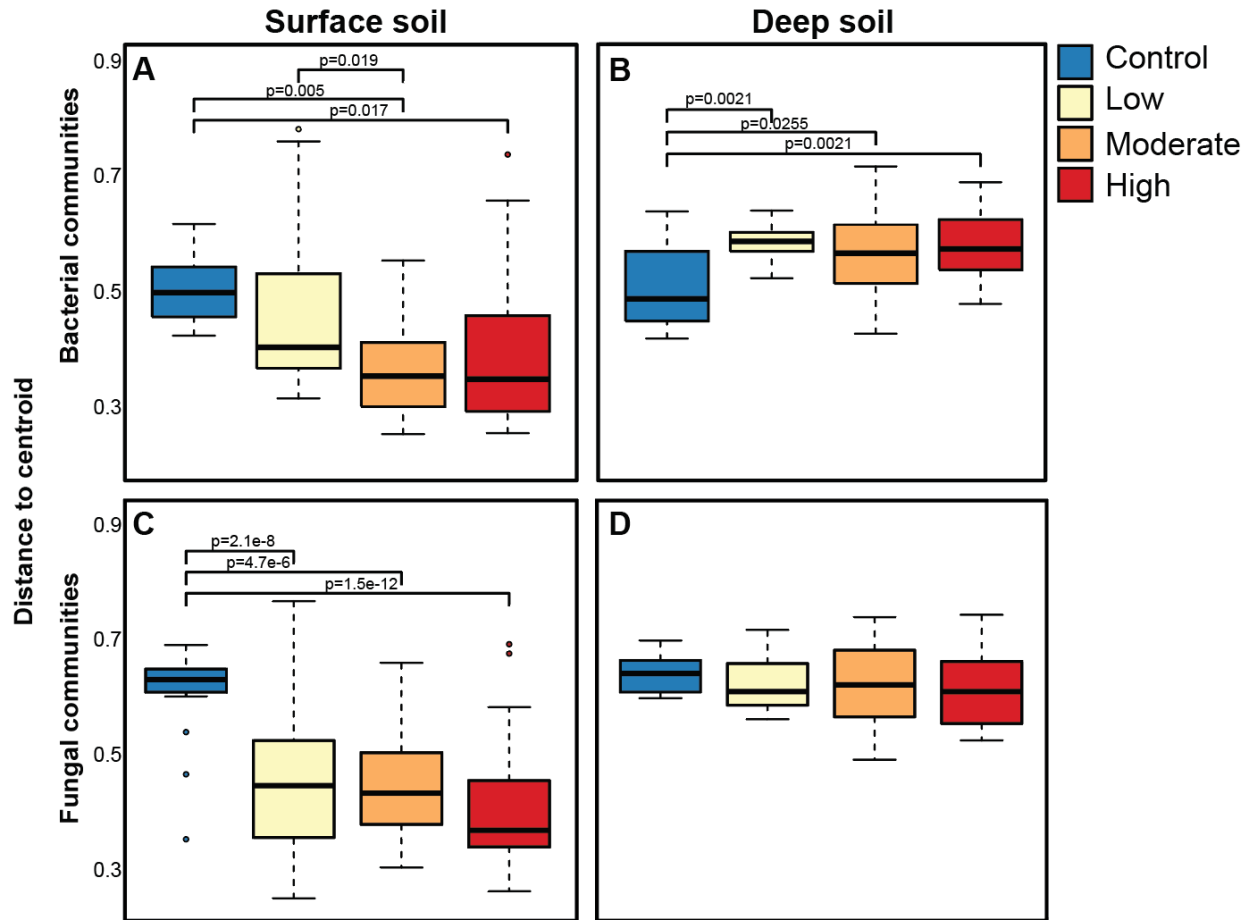 Surface soil
Deep soil
A
p=0.019
p=0.005
p=0.017
B
p=0.0021
p=0.0255
p=0.0021
Control
Low
Moderate
High
0.9
0.7
0.5
0.3
Bacterial communities
Distance to centroid
C
p=2.1e-8
p=4.7e-6
p=1.5e-12
D
0.9
0.7
0.5
0.3
Fungal communities